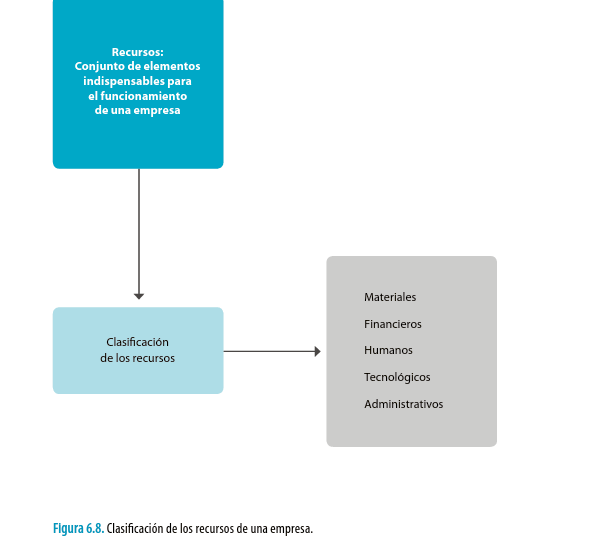 Recursos:
Conjunto de elementos
indispensables para
el funcionamiento
de una empresa
Clasificación
de los recursos
Materiales
Financieros
Humanos
Tecnológicos
Administrativos
Figura 6.8. Clasificación de los recursos de una empresa.